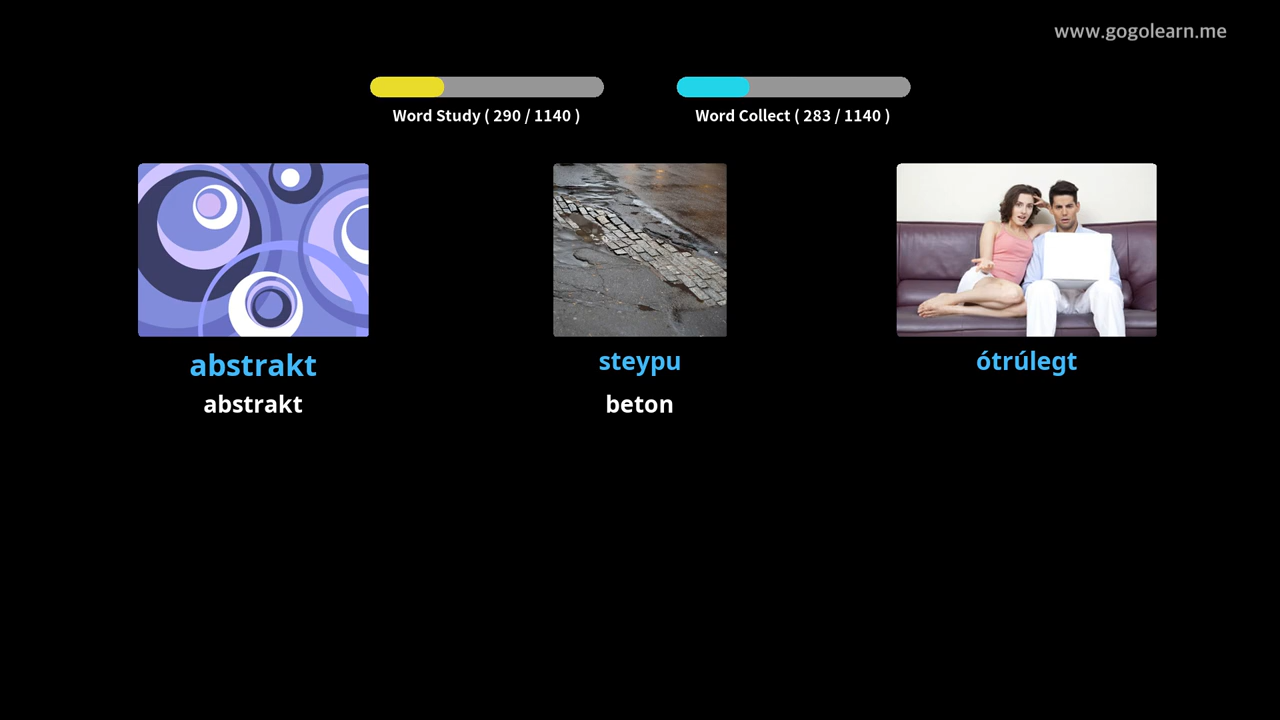 www.gogolearn.me
Word Study ( 290 / 1140 )
Word Collect ( 283 / 1140 )
abstrakt
steypu
ótrúlegt
abstrakt
beton